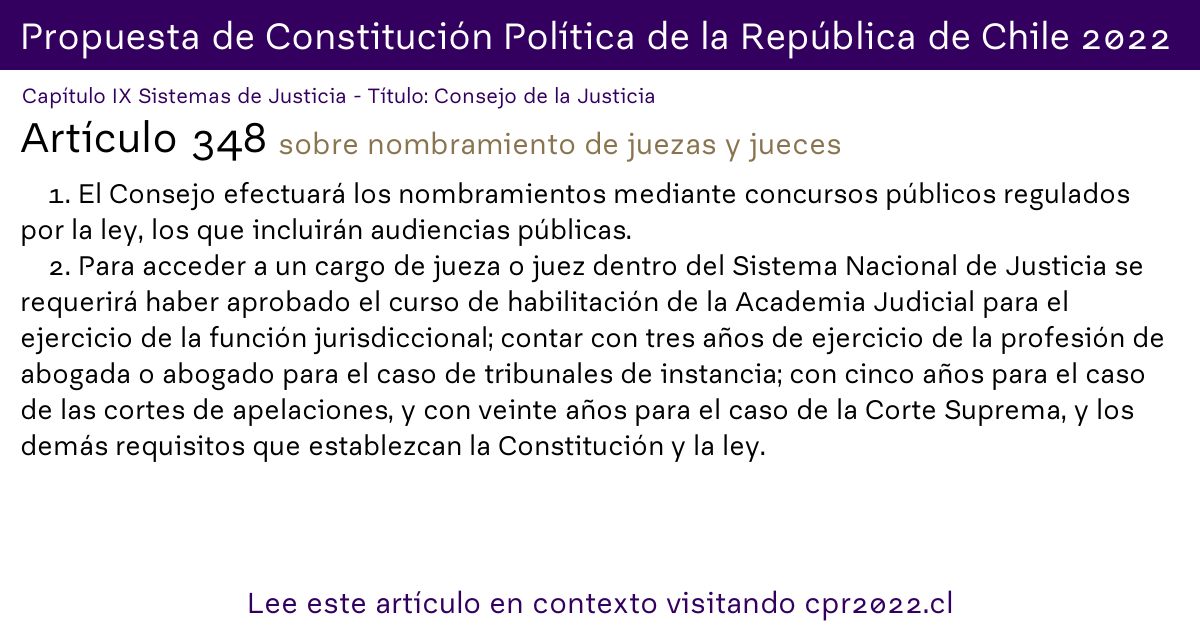 Propuesta de Constitución Política de la República de Chile 2022
Capítulo IX Sistemas de Justicia - Título: Consejo de la Justicia
Artículo 348 sobre nombramiento de juezas y jueces
1. El Consejo efectuará los nombramientos mediante concursos públicos regulados
por la ley, los que incluirán audiencias públicas.
2. Para acceder a un cargo de jueza o juez dentro del Sistema Nacional de Justicia se
requerirá haber aprobado el curso de habilitación de la Academia Judicial para el
ejercicio de la función jurisdiccional; contar con tres años de ejercicio de la profesión de
abogada o abogado para el caso de tribunales de instancia; con cinco años para el caso
de las cortes de apelaciones, y con veinte años para el caso de la Corte Suprema, y los
demás requisitos que establezcan la Constitución y la ley.
Lee este artículo en contexto visitando cpr2022.cl